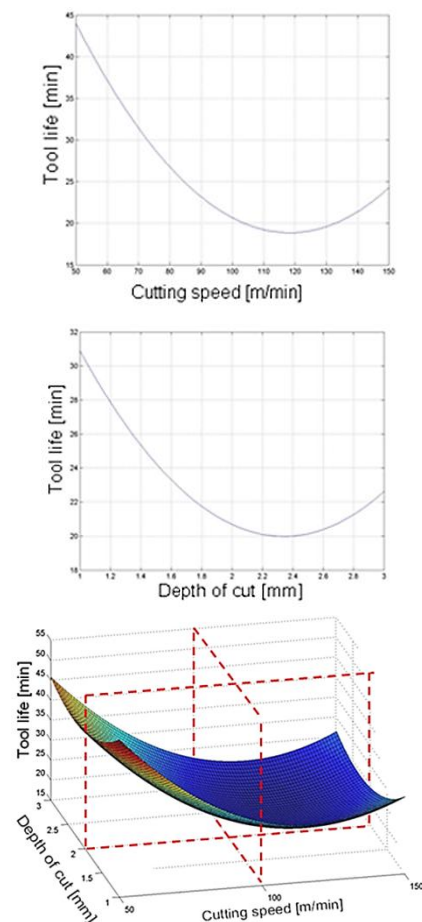 45
40
35
30
25
20
15
Tool life [min]
50 60 70 80 90 100 110 120 130 140 150
Cutting speed [m/min]
32
30
28
26
24
22
20
18
Tool life [min]
1 1.2 1.4 1.6 1.8 2 2.2 2.4 2.6 2.8 3
Depth of cut [mm]
55
50
45
40
35
30
25
20
15
Tool life [min]
3
2.5
2
1.5
1
Depth of cut [mm]
50 100 150
Cutting speed [m/min]